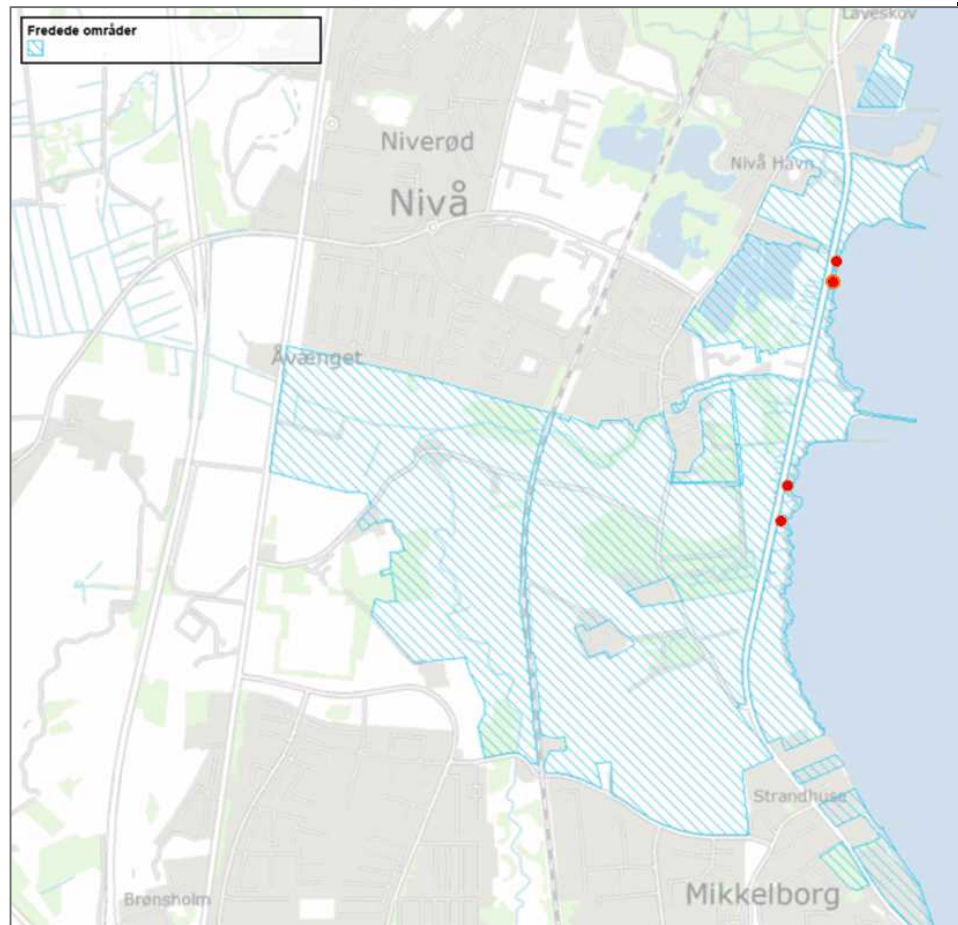 Fredede områder
Laveskov
Niverød
Nivå Havn
Nivå
Åvænget
Strandhuse
Mikkelborg
Brønsholm